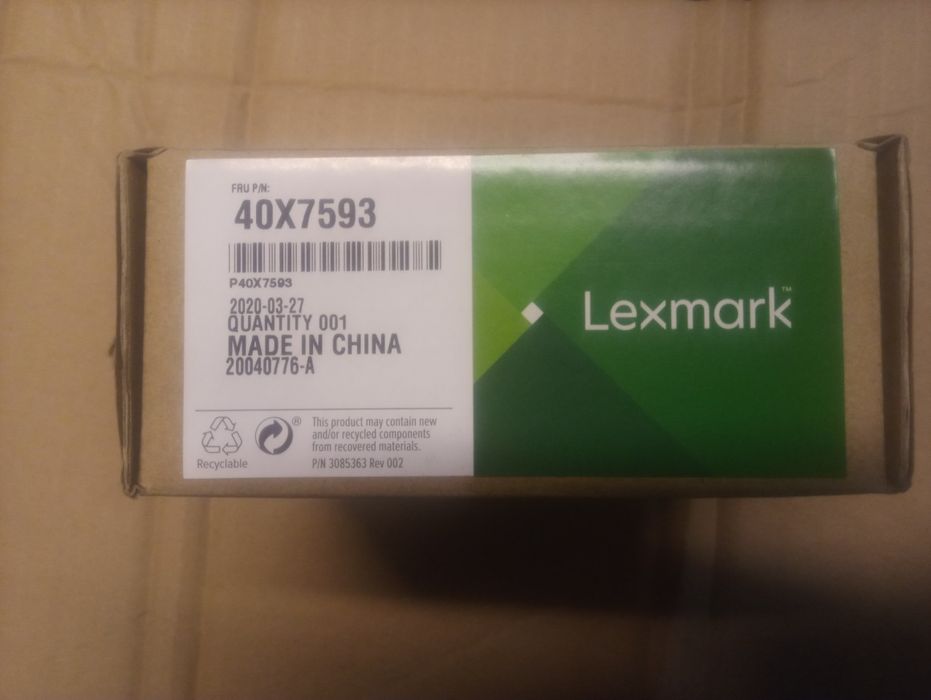 FRU P/N:
40X7593
P40X7593
2020-03-27
QUANTITY 001
MADE IN CHINA
20040776-A
Recyclable
®
This product may contain new
and/or recycled components
from recovered materials.
P/N 3085363 Rev 002
Lexmark™